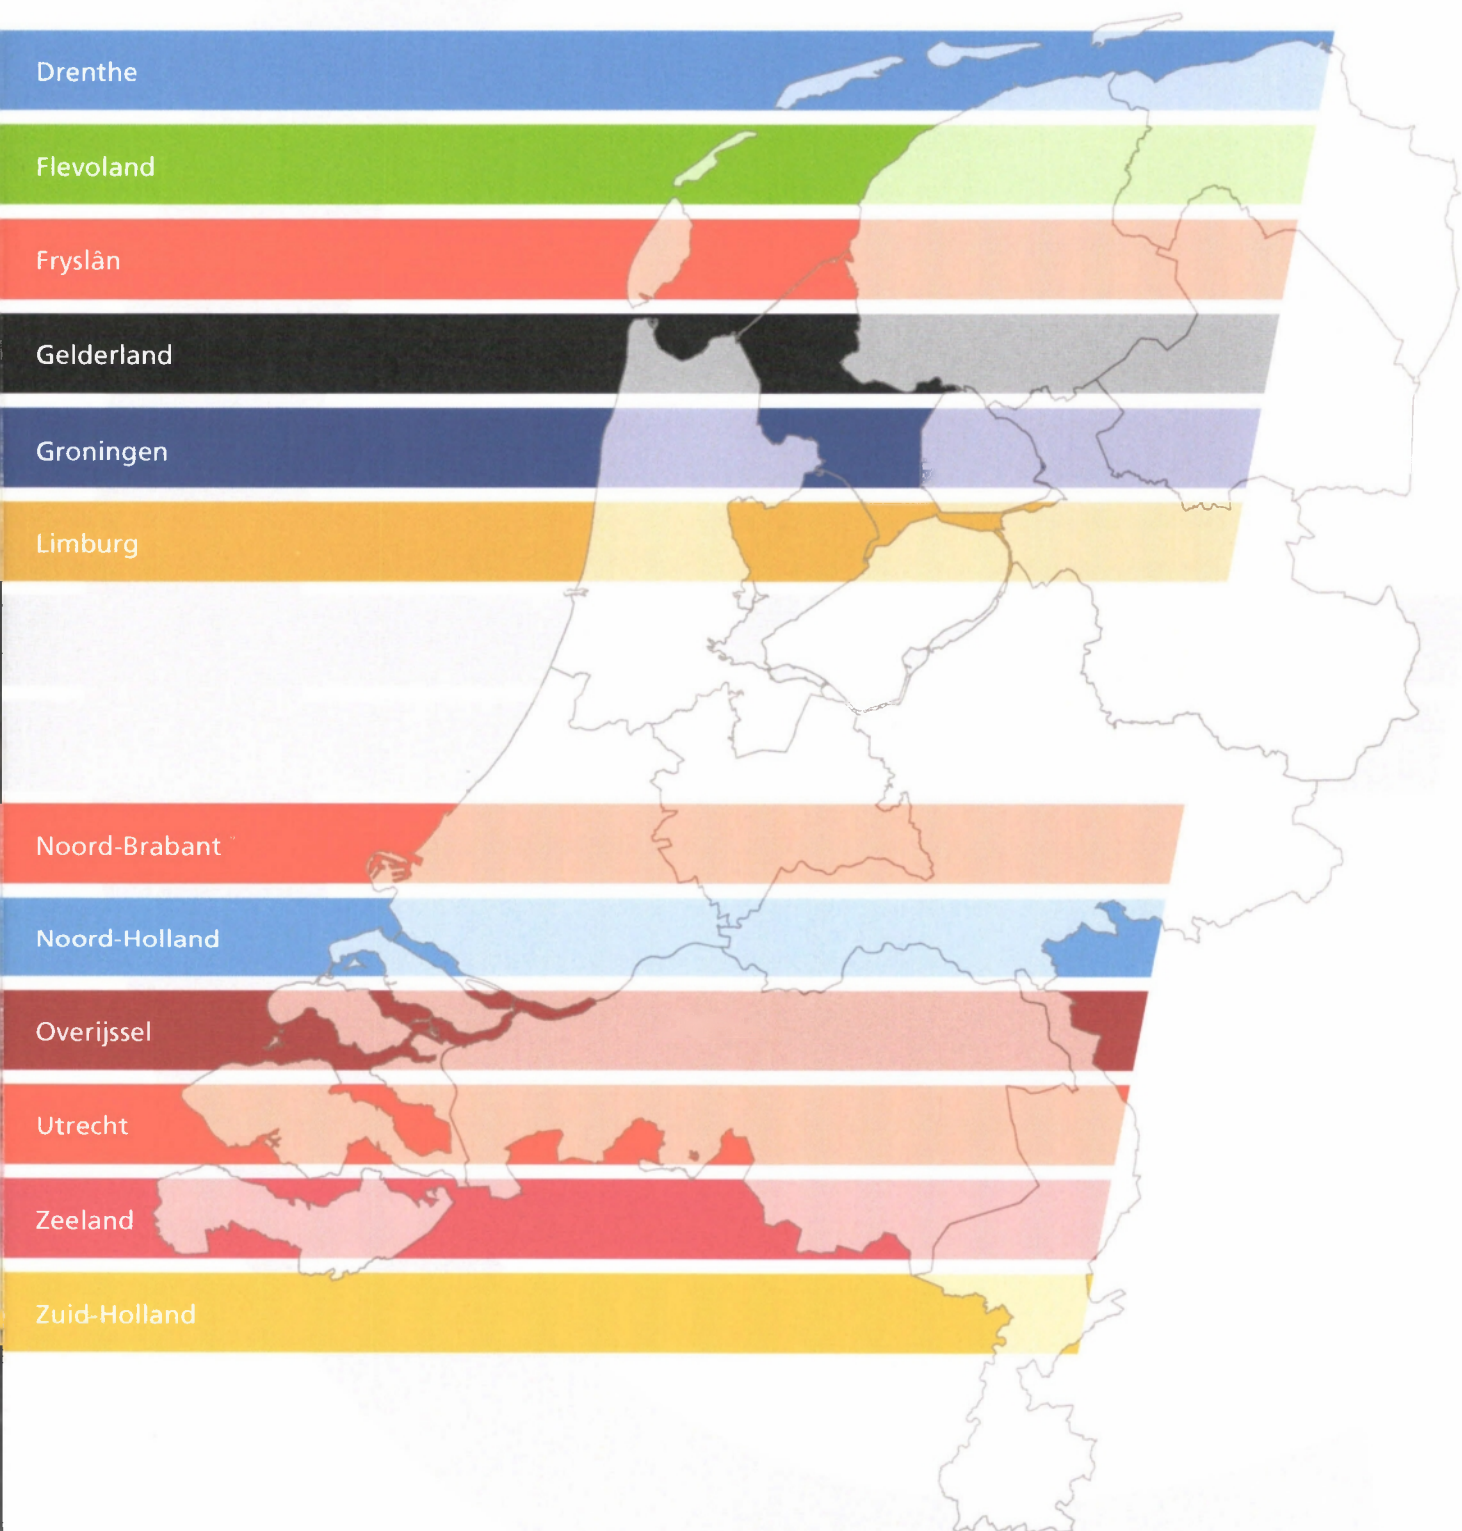 Drenthe
Flevoland
Fryslân
Gelderland
Groningen
Limburg
Noord-Brabant
Noord-Holland
Overijssel
Utrecht
Zeeland
Zuid-Holland